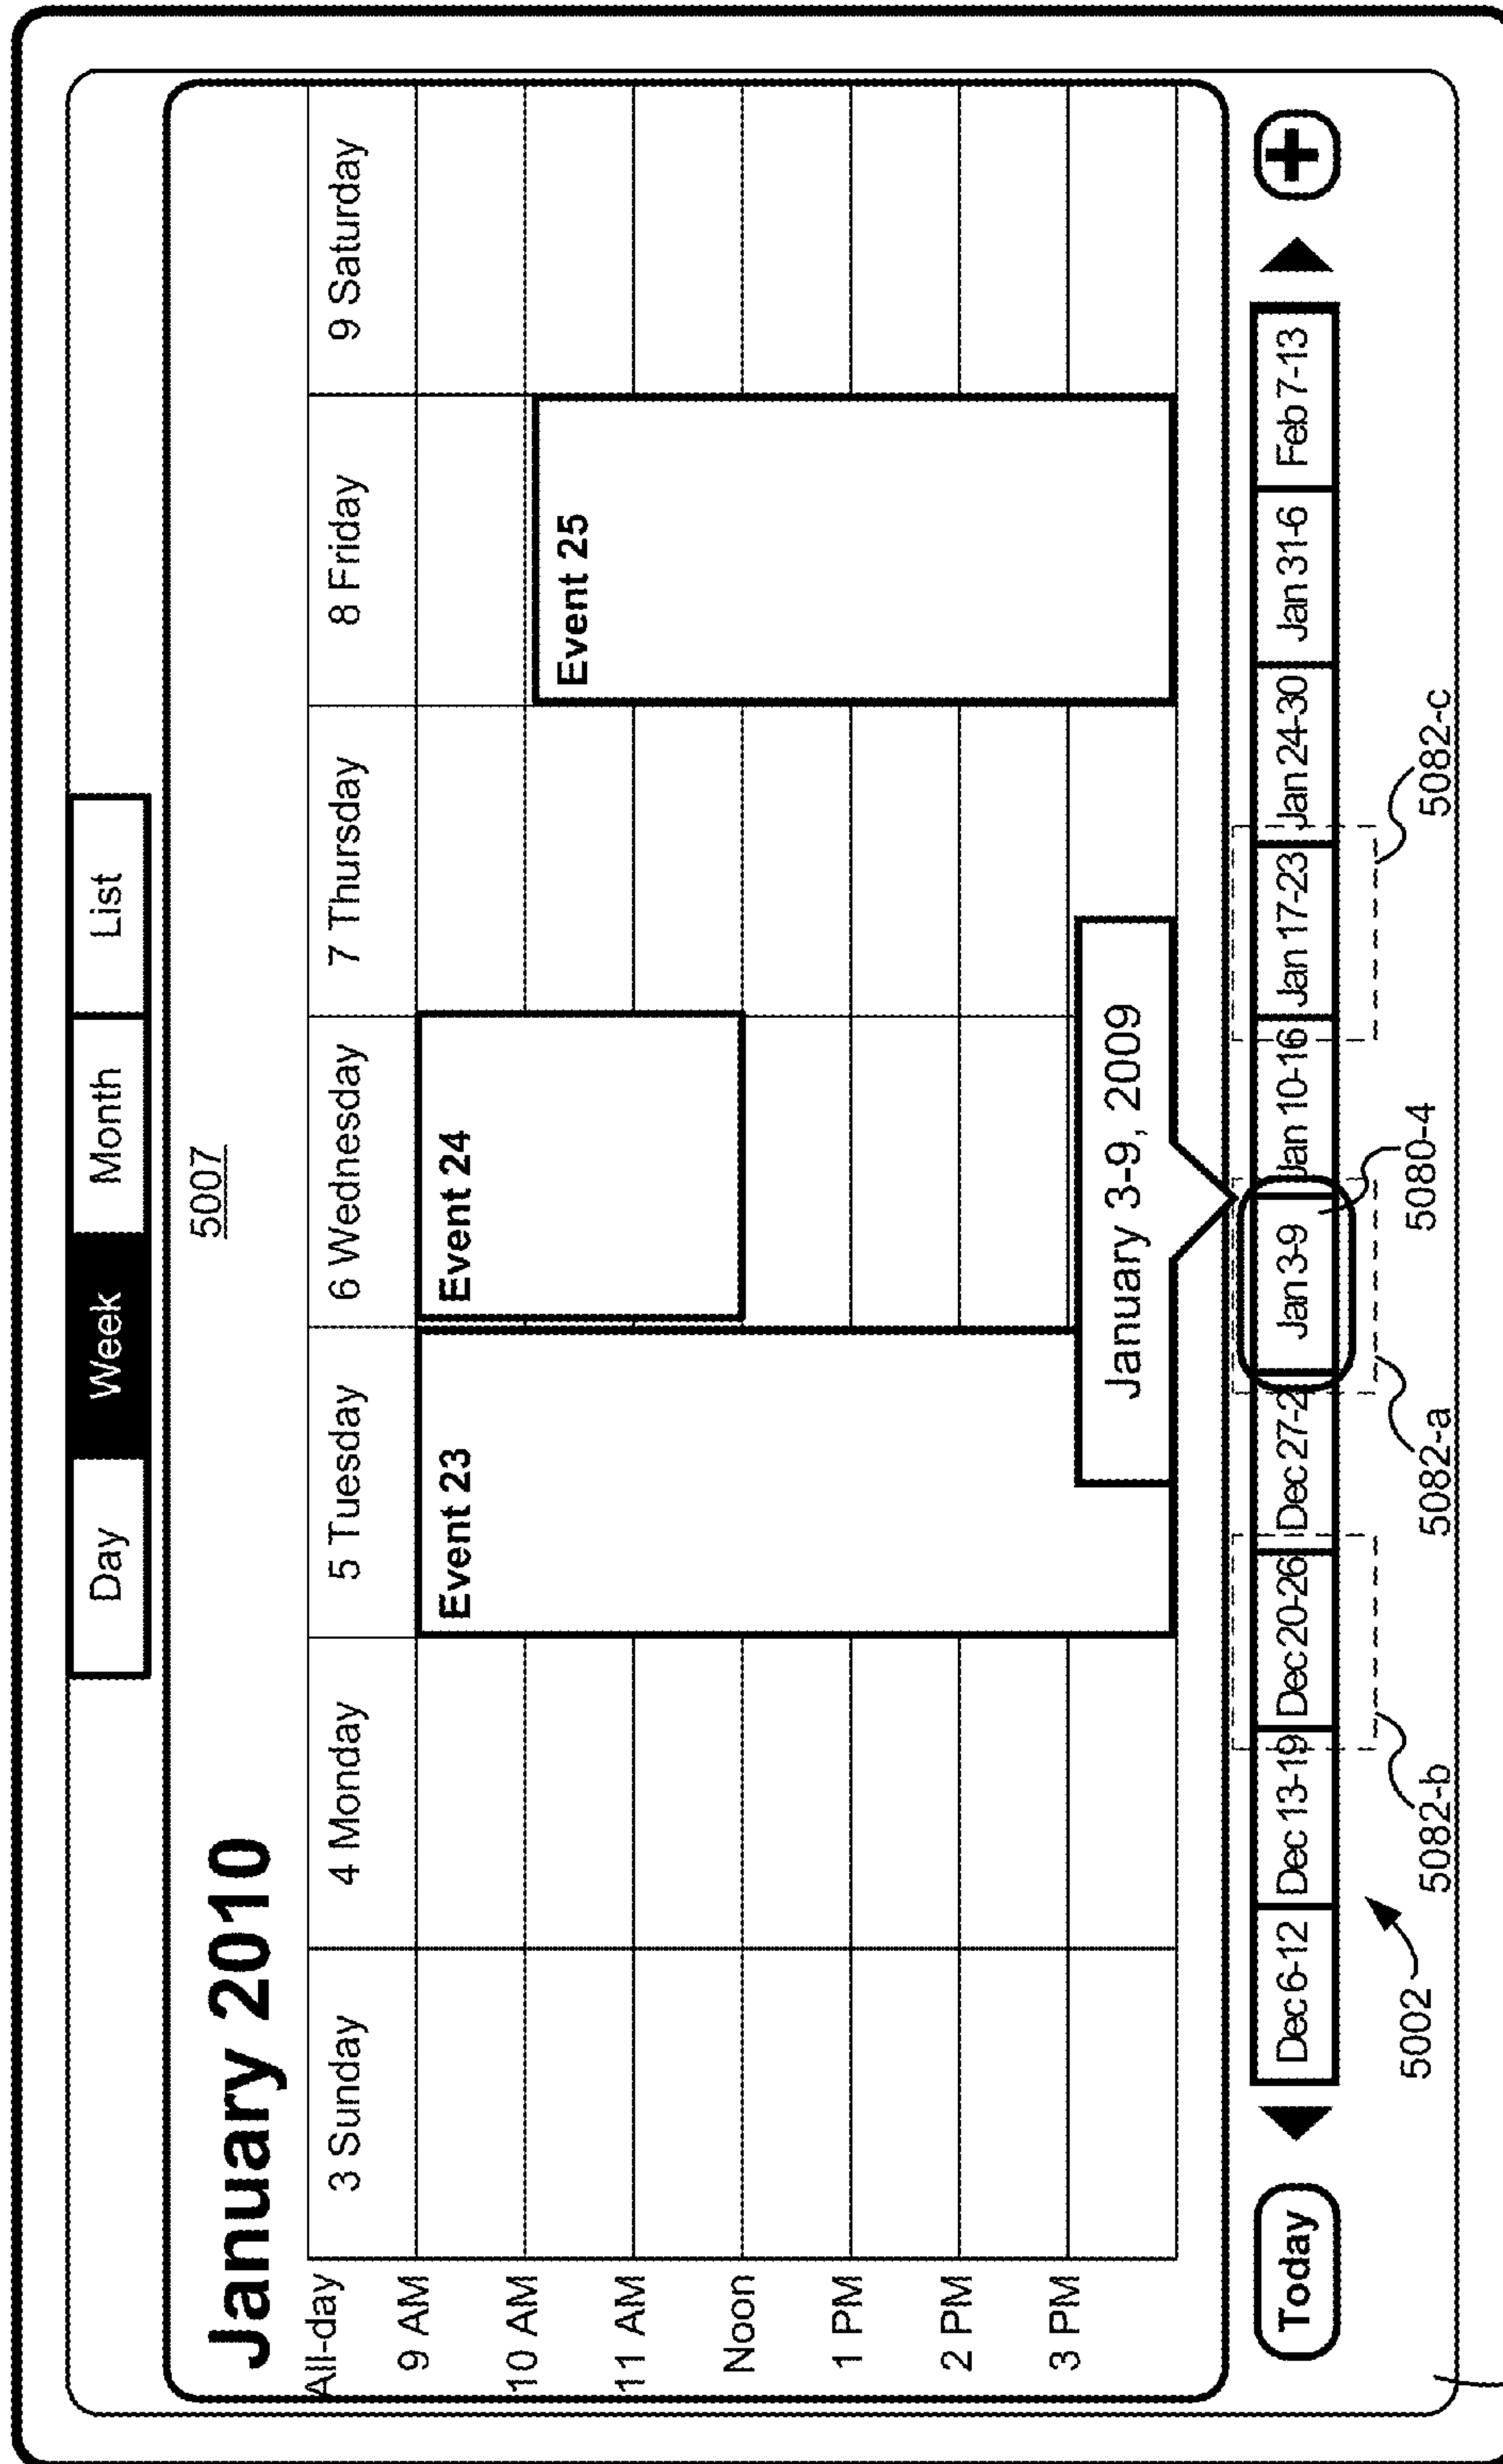 Day Week Month List
5007
January 2010
3 Sunday 4 Monday 5 Tuesday 6 Wednesday 7 Thursday 8 Friday 9 Saturday
All-day
9 AM
Event 23 Event 24
10 AM
Event 25
11 AM
Noon
1 PM
2 PM
3 PM
January 3-9, 2009
Today Dec 6-12 Dec 13-19 Dec 20-26 Dec 27-2 Jan 3-9 Jan 10-16 Jan 17-23 Jan 24-30 Jan 31-6 Feb 7-13 +
5002 5082-b 5082-a 5080-4 5082-c